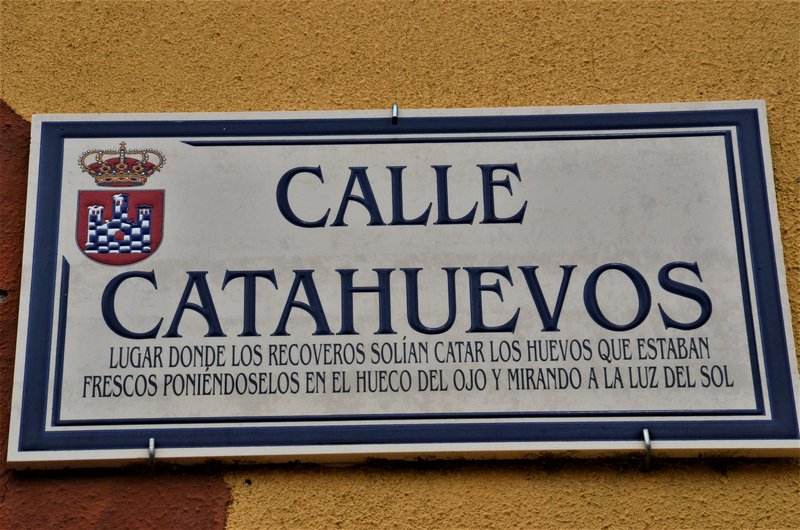 CALLE
CATAHUEVOS
LUGAR DONDE LOS RECOVEROS SOLÍAN CATAR LOS HUEVOS QUE ESTABAN
FRESCOS PONIÉNDOSELOS EN EL HUECO DEL OJO Y MIRANDO A LA LUZ DEL SOL